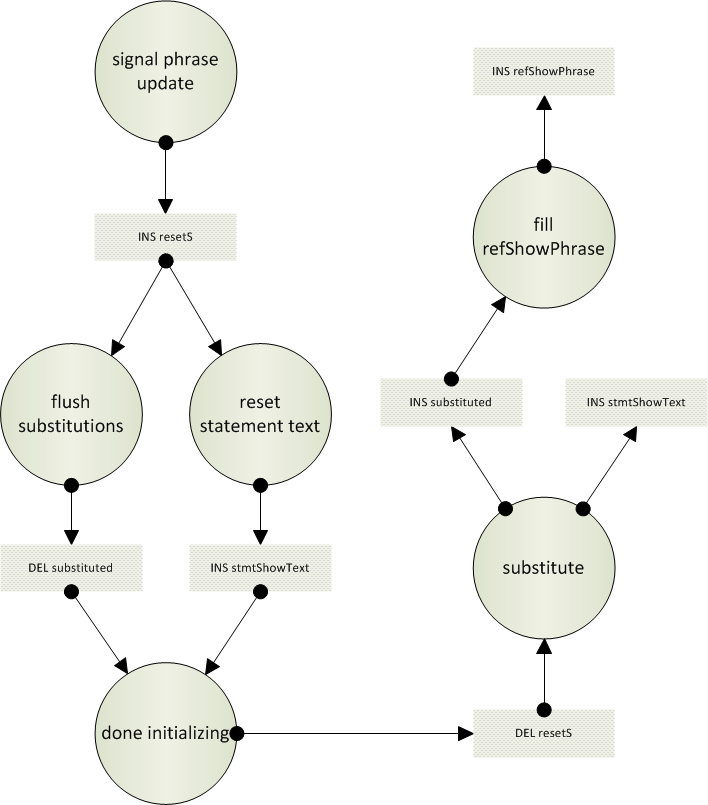 signal phrase
update
INS resetS
flush
substitutions
reset
statement text
DEL substituted
INS stmtShowText
done initializing
DEL resetS
substitute
INS substituted
INS stmtShowText
fill
refShowPhrase
INS refShowPhrase